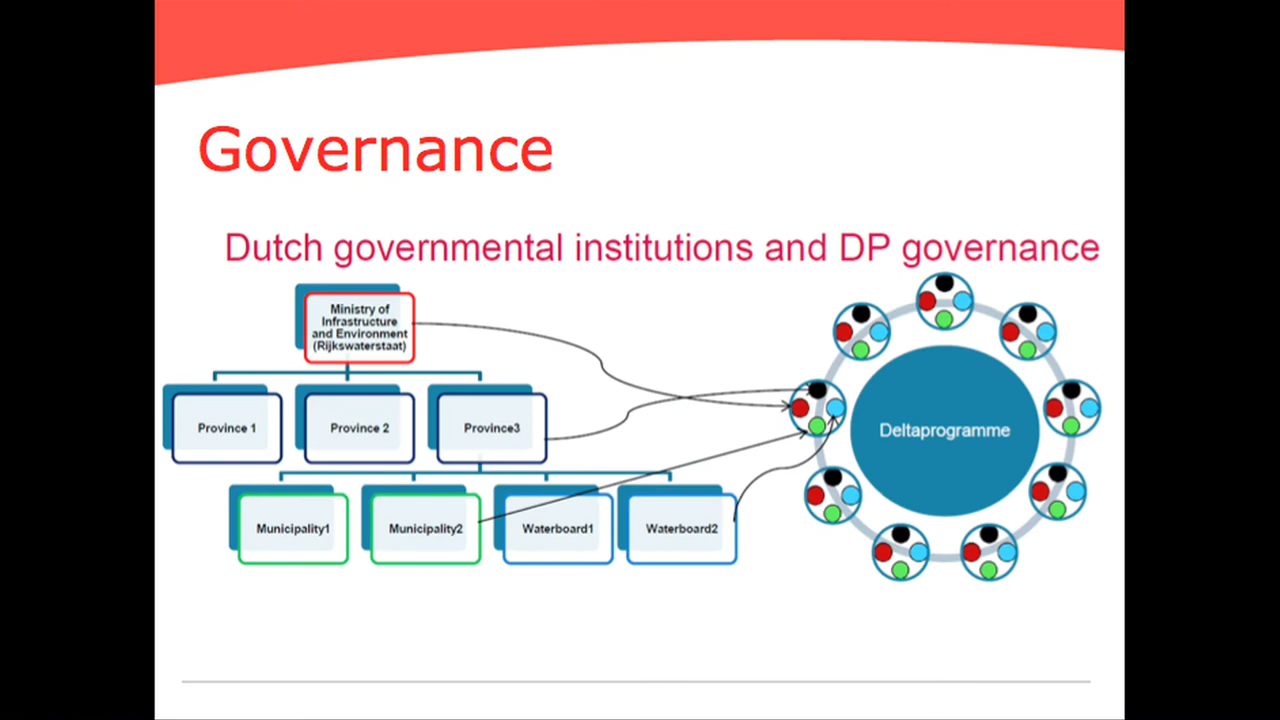 Governance
Dutch governmental institutions and DP governance
Ministry of
Infrastructure
and Environment
(Rijkswaterstaat)
Province 1
Province 2
Province3
Deltaprogramme
Municipality1
Municipality2
Waterboard1
Waterboard2